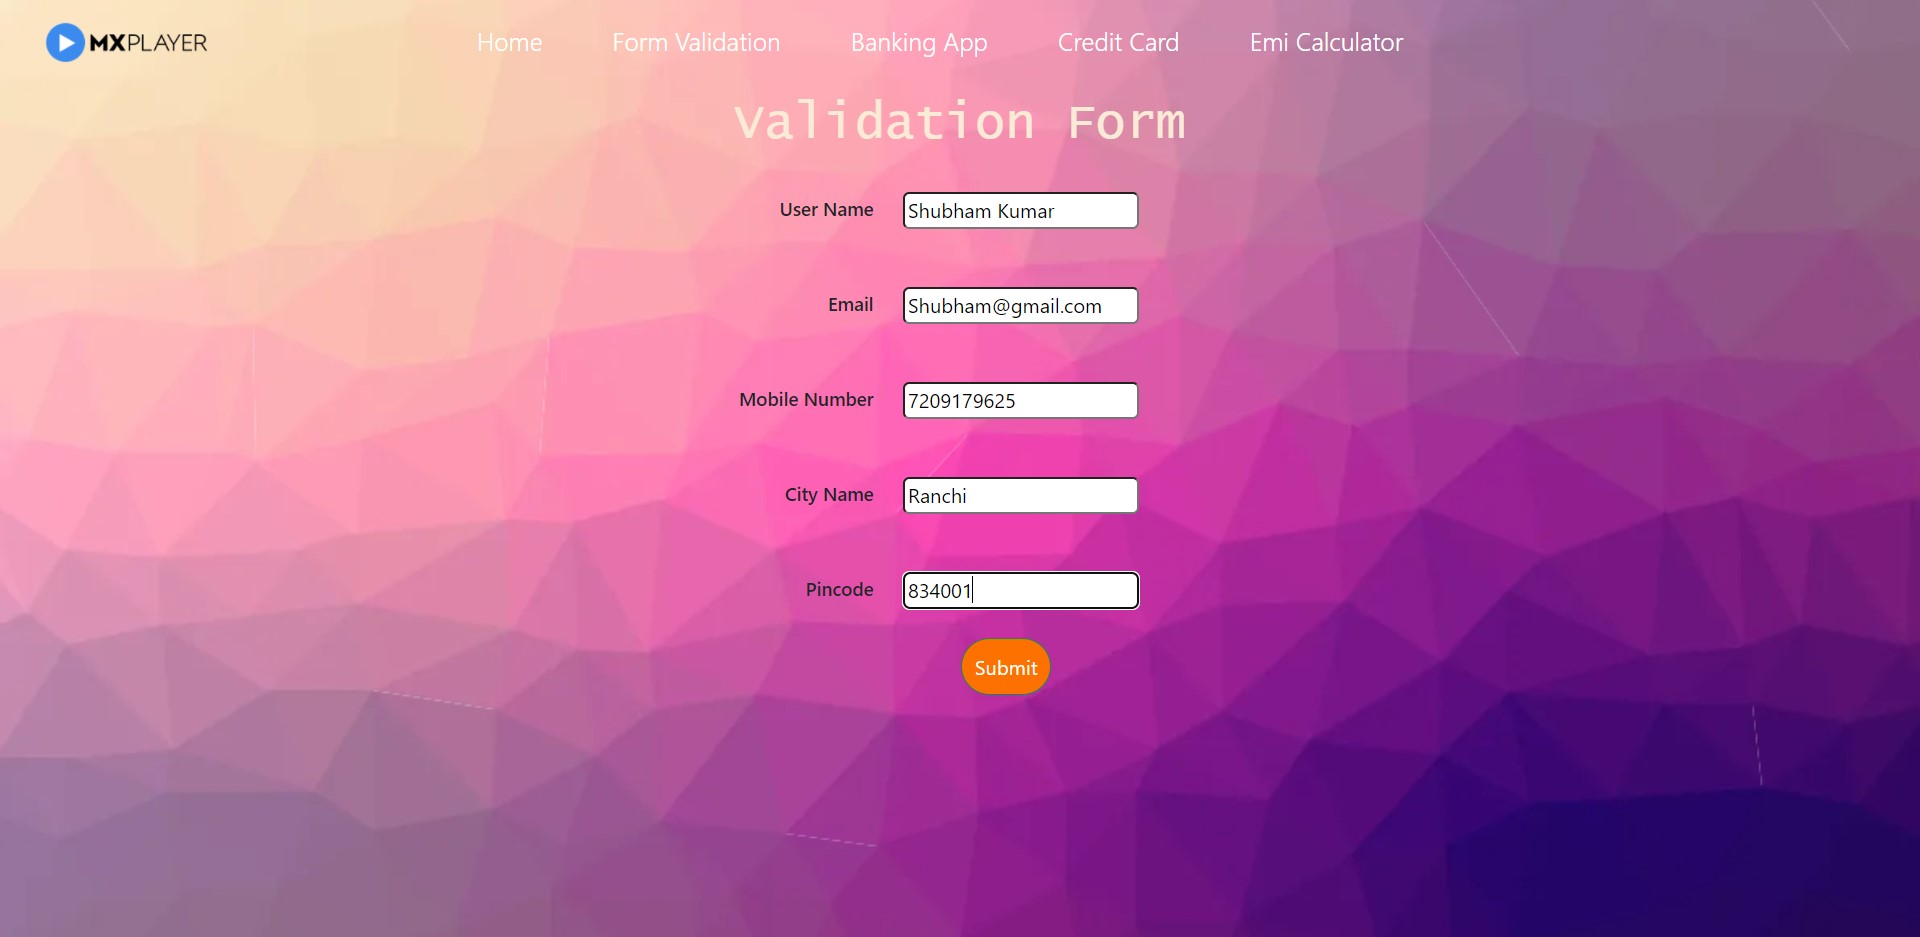 MXPLAYER
Home Form Validation Banking App Credit Card Emi Calculator
Validation Form
User Name Shubham Kumar
Email Shubham@gmail.com
Mobile Number 7209179625
City Name Ranchi
Pincode 834001
Submit